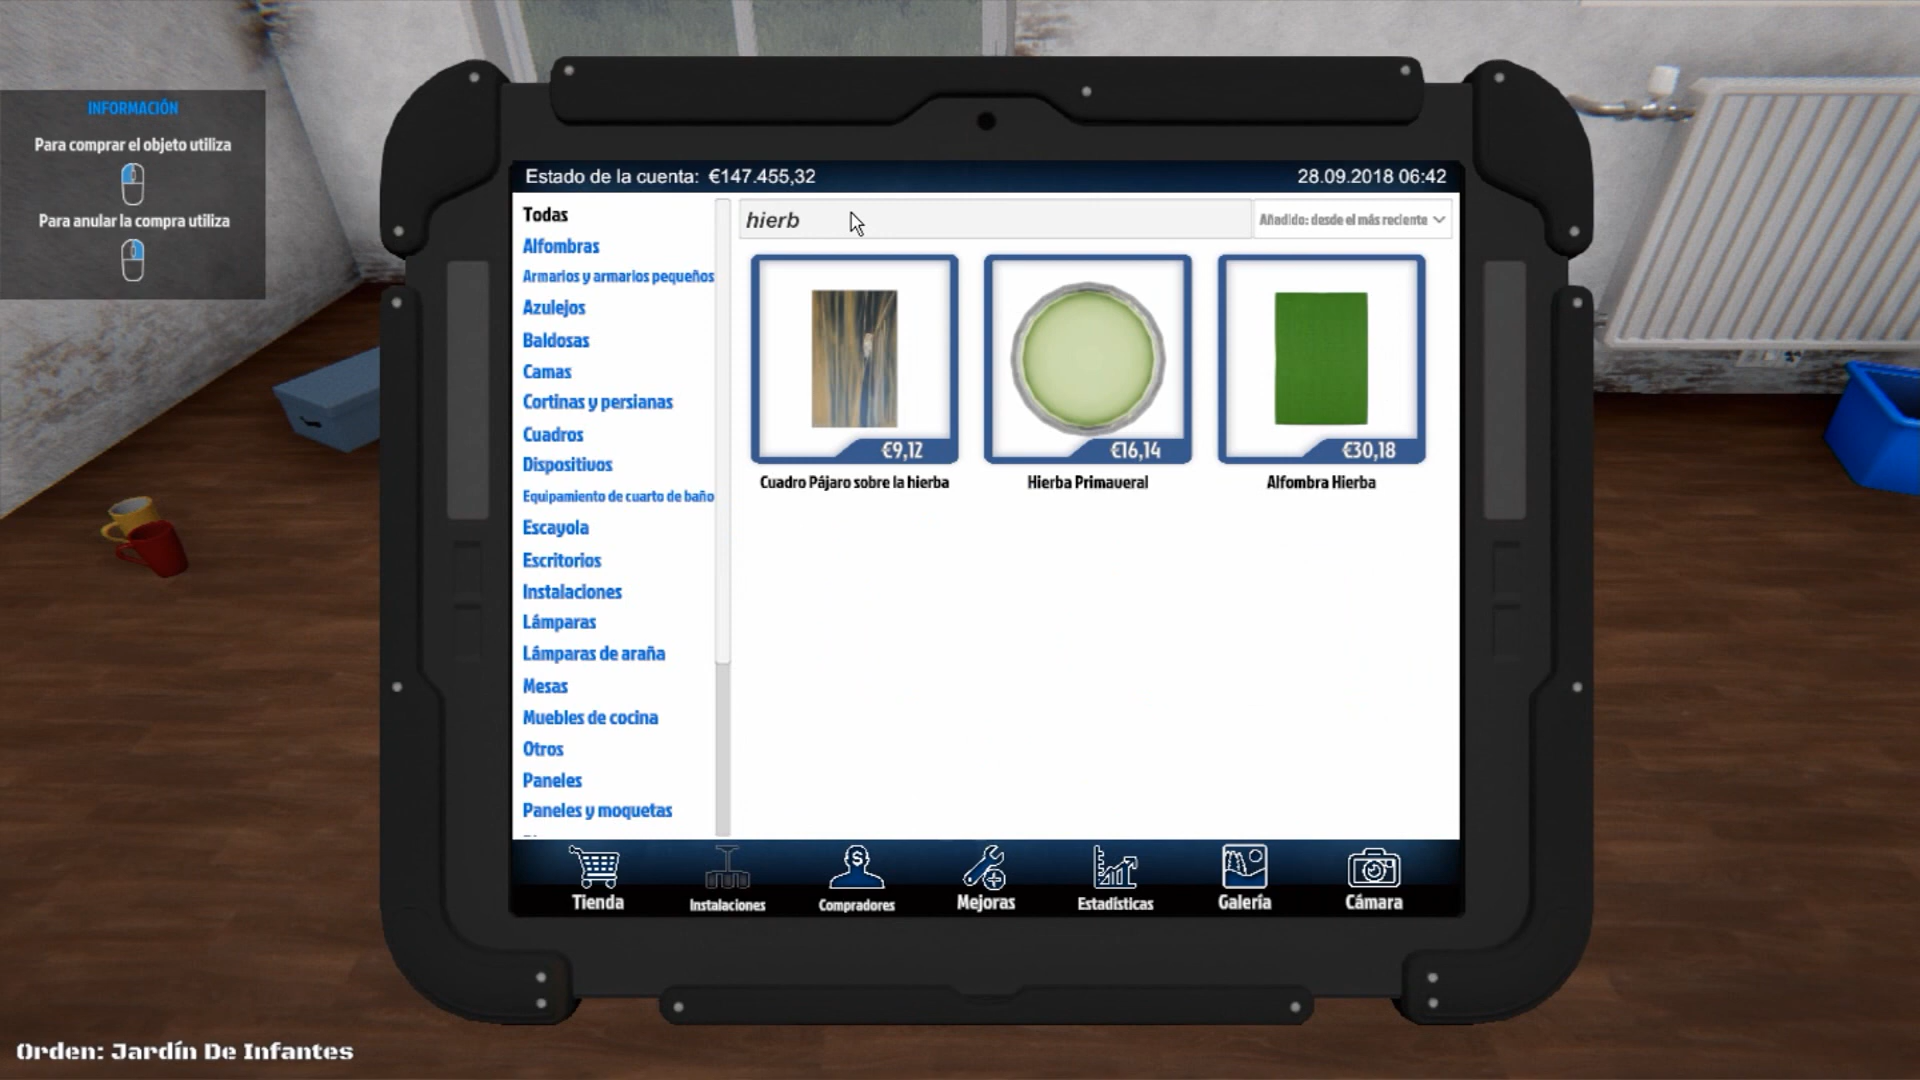 INFORMACIÓN
Para comprar el objeto utiliza
Para anular la compra utiliza
Estado de la cuenta: €147.455,32
28.09.2018 06:42
Todas
Alfombras
Armarios y armarios pequeños
Azulejos
Baldosas
Camas
Cortinas y persianas
Cuadros
Dispositivos
Equipamiento de cuarto de baño
Escayola
Escritorios
Instalaciones
Lámparas
Lámparas de araña
Mesas
Muebles de cocina
Otros
Paneles
Paneles y moquetas
hierb
Añadido: desde el más reciente
€9,12
€16,14
€30,18
Cuadro Pájaro sobre la hierba
Hierba Primaveral
Alfombra Hierba
Tienda
Instalaciones
Compradores
Mejoras
Estadísticas
Galería
Cámara
Orden: Jardín De Infantes